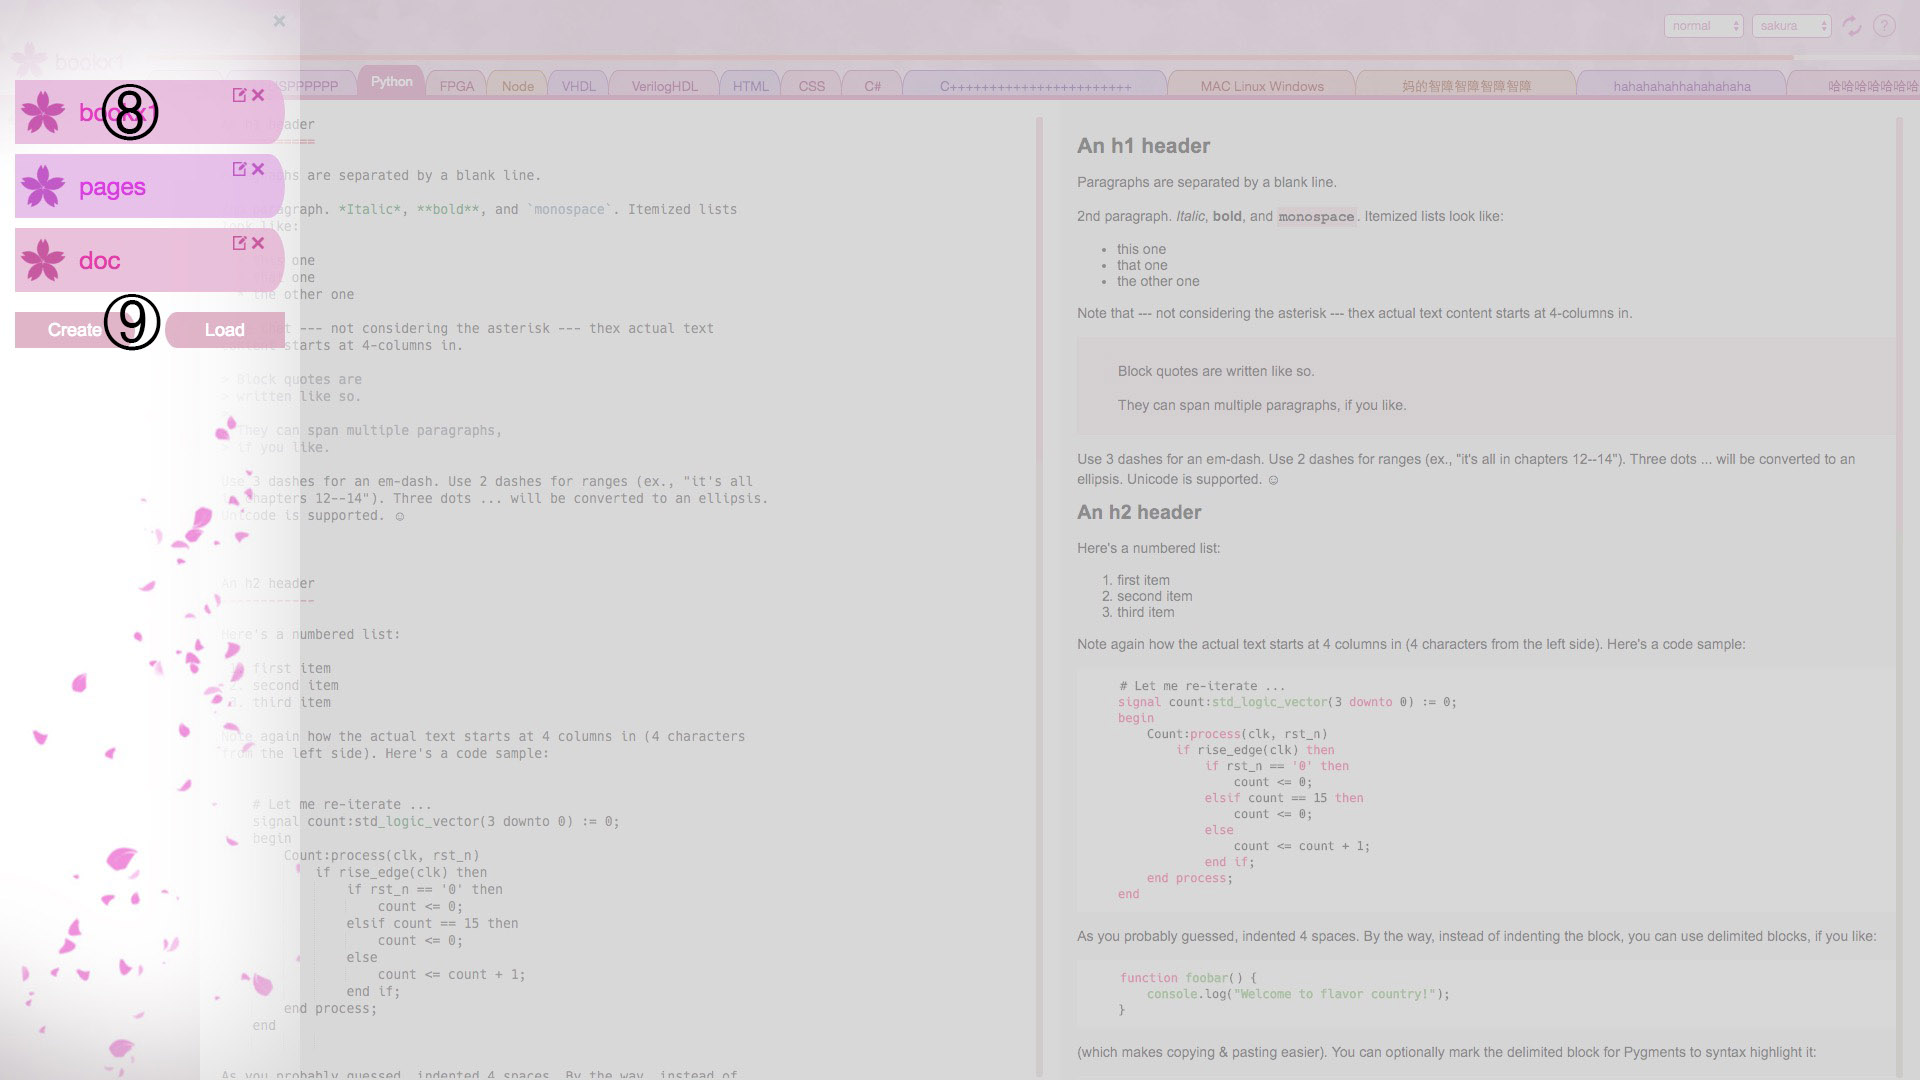 ×
bookx1
normal
sakura
?
SPPPPPP
Python
FPGA
Node
VHDL
VerilogHDL
HTML
CSS
C#
C+++++++++++++++++++++++
MAC Linux Windows
妈的智障智障智障智障
hahahahahhahahahaha
哈哈哈哈哈哈哈
bookx1
⑧
pages
doc
Create
⑨
Load
An h1 header
============
Paragraphs are separated by a blank line.
2nd paragraph. *Italic*, **bold**, and `monospace`. Itemized lists
look like:
* this one
* that one
* the other one
Note that --- not considering the asterisk --- thex actual text
content starts at 4-columns in.
> Block quotes are
> written like so.
>
> They can span multiple paragraphs,
> if you like.
Use 3 dashes for an em-dash. Use 2 dashes for ranges (ex., "it's all
in chapters 12--14"). Three dots ... will be converted to an ellipsis.
Unicode is supported. ☺
An h2 header
------------
Here's a numbered list:
1. first item
2. second item
3. third item
Note again how the actual text starts at 4 columns in (4 characters
from the left side). Here's a code sample:
# Let me re-iterate ...
signal count:std_logic_vector(3 downto 0) := 0;
begin
Count:process(clk, rst_n)
if rise_edge(clk) then
if rst_n == '0' then
count <= 0;
elsif count == 15 then
count <= 0;
else
count <= count + 1;
end if;
end process;
end
As you probably guessed, indented 4 spaces. By the way, instead of
An h1 header
Paragraphs are separated by a blank line.
2nd paragraph. Italic, bold, and monospace. Itemized lists look like:
• this one
• that one
• the other one
Note that --- not considering the asterisk --- thex actual text content starts at 4-columns in.
Block quotes are written like so.
They can span multiple paragraphs, if you like.
Use 3 dashes for an em-dash. Use 2 dashes for ranges (ex., "it's all in chapters 12--14"). Three dots ... will be converted to an
ellipsis. Unicode is supported. ☺
An h2 header
Here's a numbered list:
1. first item
2. second item
3. third item
Note again how the actual text starts at 4 columns in (4 characters from the left side). Here's a code sample:
# Let me re-iterate ...
signal count:std_logic_vector(3 downto 0) := 0;
begin
Count:process(clk, rst_n)
if rise_edge(clk) then
if rst_n == '0' then
count <= 0;
elsif count == 15 then
count <= 0;
else
count <= count + 1;
end if;
end process;
end
As you probably guessed, indented 4 spaces. By the way, instead of indenting the block, you can use delimited blocks, if you like:
function foobar() {
console.log("Welcome to flavor country!");
}
(which makes copying & pasting easier). You can optionally mark the delimited block for Pygments to syntax highlight it: